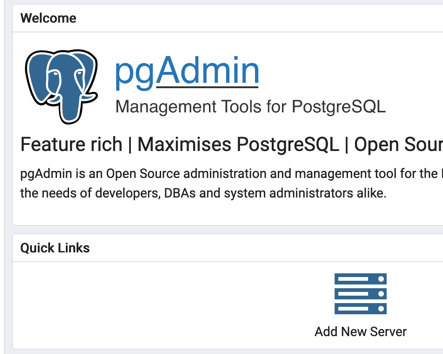 Welcome
pgAdmin
Management Tools for PostgreSQL
Feature rich | Maximises PostgreSQL | Open
pgAdmin is an Open Source administration and management tool for the
the needs of developers, DBAs and system administrators alike.
Quick Links
Add New Server